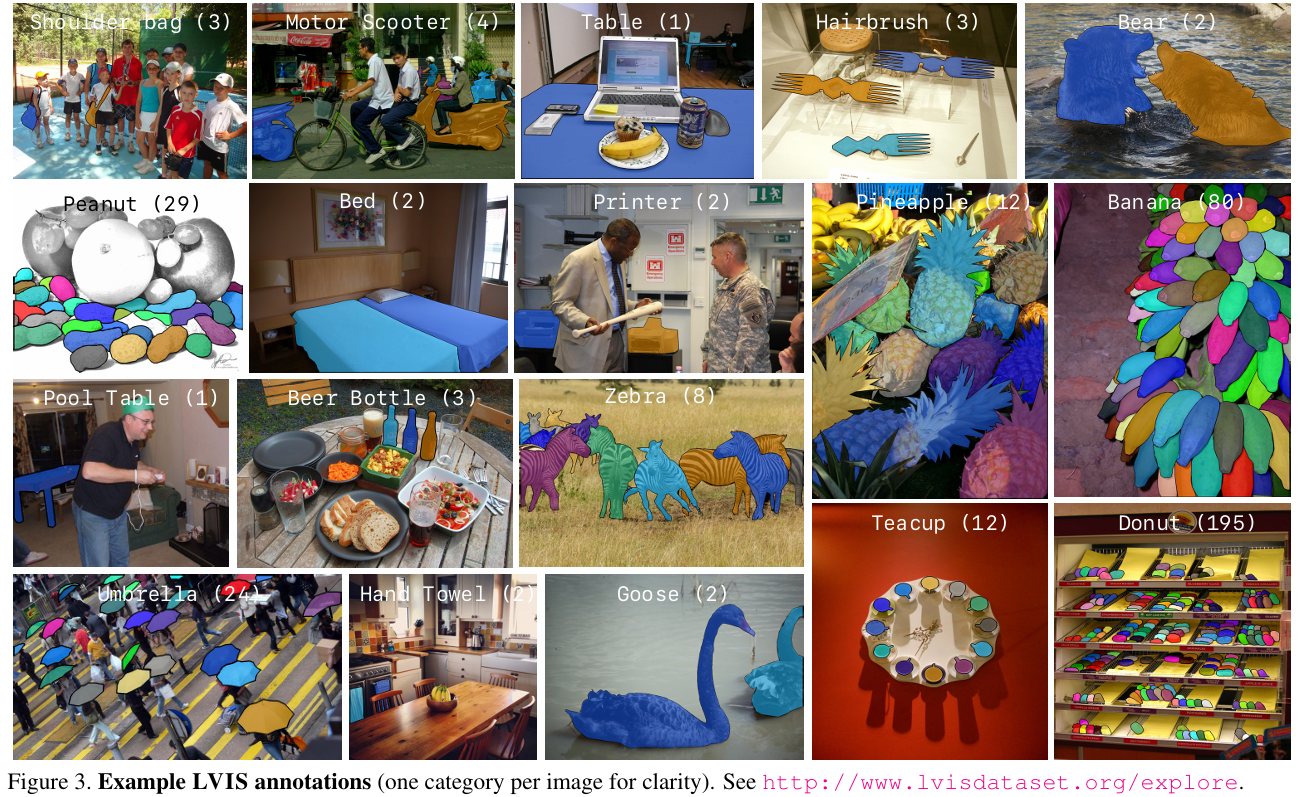 Shoulder bag (3)
Motor Scooter (4)
Table (1)
Hairbrush (3)
Bear (2)
Coca-Cola
DELL
Peanut (29)
Bed (2)
Printer (2)
Pineapple (12)
Banana (80)
Pool Table (1)
Beer Bottle (3)
Zebra (8)
Teacup (12)
Donut (195)
Umbrella (24)
Hand Towel (2)
Goose (2)
Figure 3. Example LVIS annotations (one category per image for clarity). See http://www.lvisdataset.org/explore.